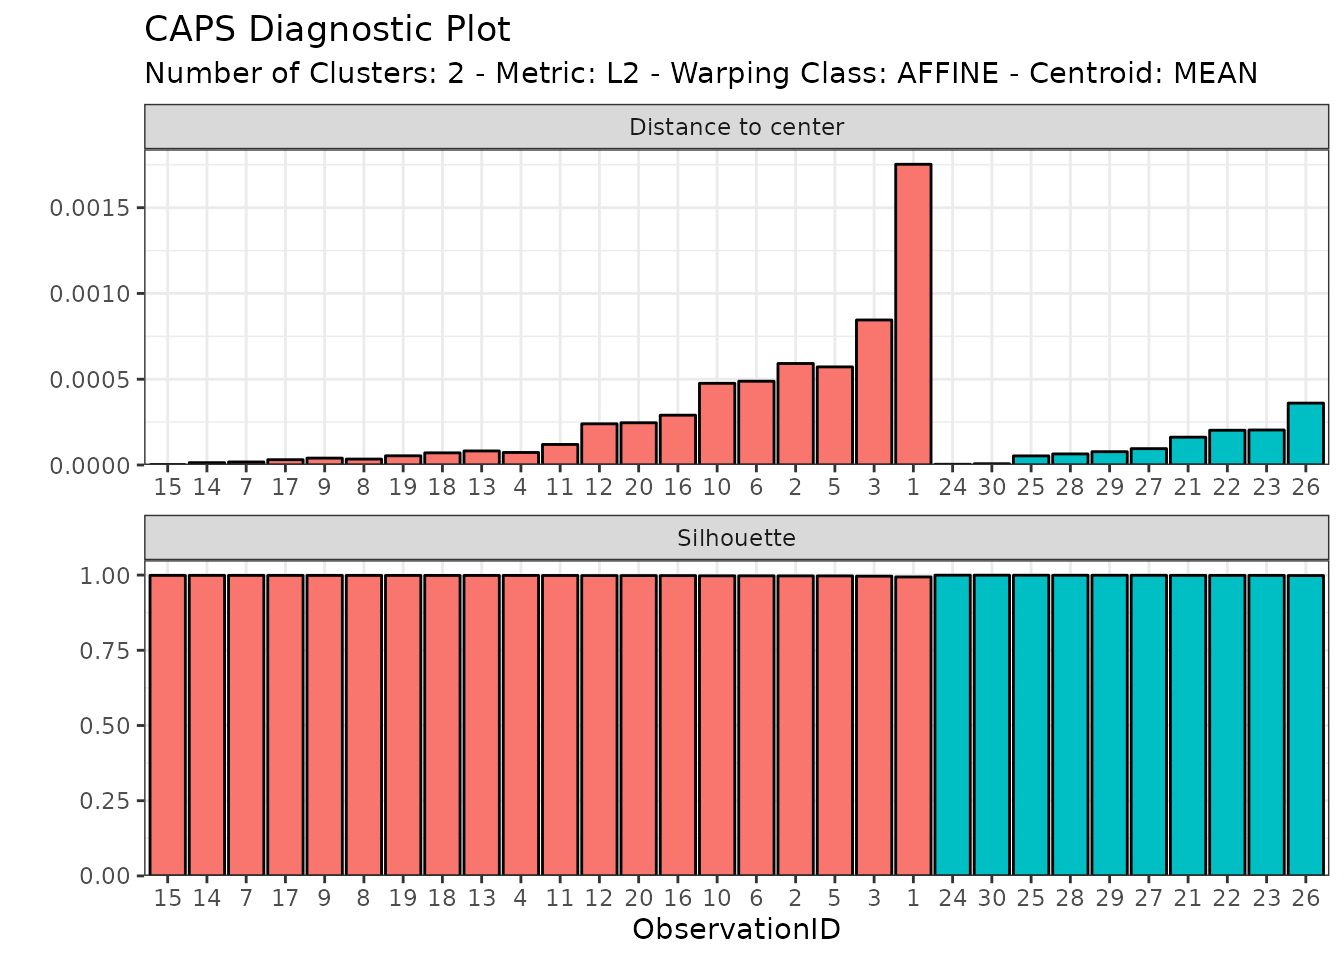 CAPS Diagnostic Plot
Number of Clusters: 2 - Metric: L2 - Warping Class: AFFINE - Centroid: MEAN
Distance to center
0.0015
0.0010
0.0005
0.0000
15 14 7 17 9 8 19 18 13 4 11 12 20 16 10 6 2 5 3 1 24 30 25 28 29 27 21 22 23 26
Silhouette
1.00
0.75
0.50
0.25
0.00
15 14 7 17 9 8 19 18 13 4 11 12 20 16 10 6 2 5 3 1 24 30 25 28 29 27 21 22 23 26
ObservationID